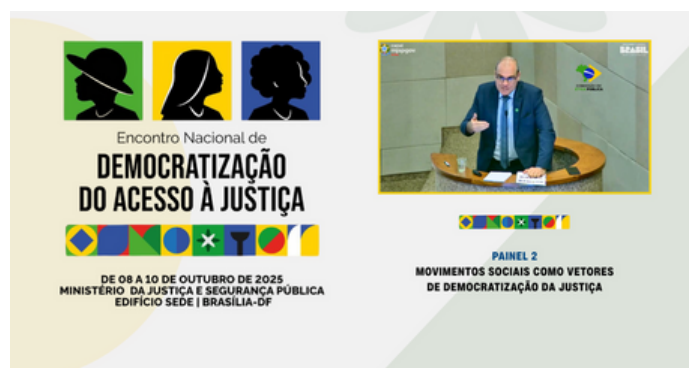 Encontro Nacional de
DEMOCRATIZAÇÃO
DO ACESSO À JUSTIÇA
DE 08 A 10 DE OUTUBRO DE 2025
MINISTÉRIO DA JUSTIÇA E SEGURANÇA PÚBLICA
EDIFÍCIO SEDE | BRASÍLIA-DF
BRASIL
PAINEL 2
MOVIMENTOS SOCIAIS COMO VETORES
DE DEMOCRATIZAÇÃO DA JUSTIÇA